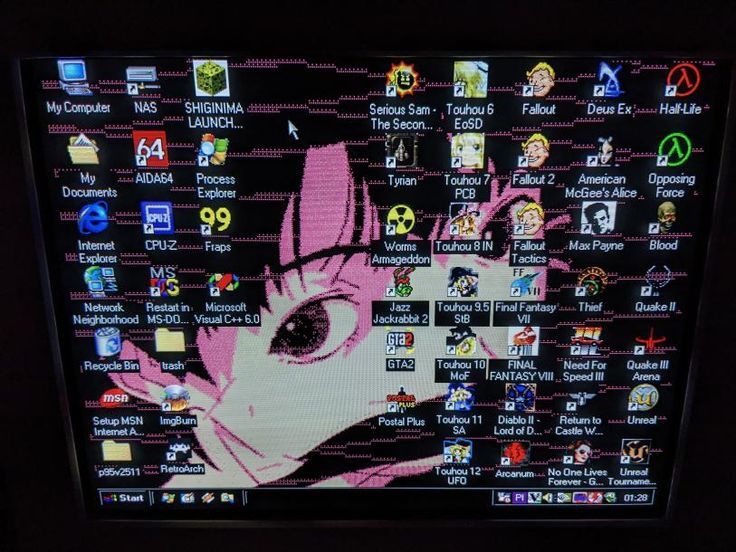 My Computer
NAS
SHIGINIMA
LAUNCH...
Serious Sam -
The Secon...
Touhou 6
EoSD
Fallout
Deus Ex
Half-Life
My
Documents
64
AIDA64
Process
Explorer
Tyrian
Touhou 7
PCB
Fallout 2
American
McGee's Alice
Opposing
Force
Internet
Explorer
CPU-Z
CPU-Z
99
Fraps
Worms
Armageddon
Touhou 8 IN
Fallout
Tactics
Max Payne
Blood
Network
Neighborhood
MS
Restart in
MS-DO...
Microsoft
Visual C++ 6.0
Jazz
Jackrabbit 2
Touhou 9.5
StB
FF
VII
Final Fantasy
VII
Thief
Quake II
Recycle Bin
trash
GTA2
GTA2
Touhou 10
MoF
FINAL
FANTASY VIII
Need For
Speed III
Quake III
Arena
msn
Setup MSN
Internet A...
ImgBurn
POSTAL
PLUS
Postal Plus
Touhou 11
SA
Diablo II -
Lord of D...
Return to
Castle W...
Unreal
p95v2511
RetroArch
Touhou 12
UFO
Arcanum
No One Lives
Forever - G...
Unreal
Tourname...
Start
PI
01:28